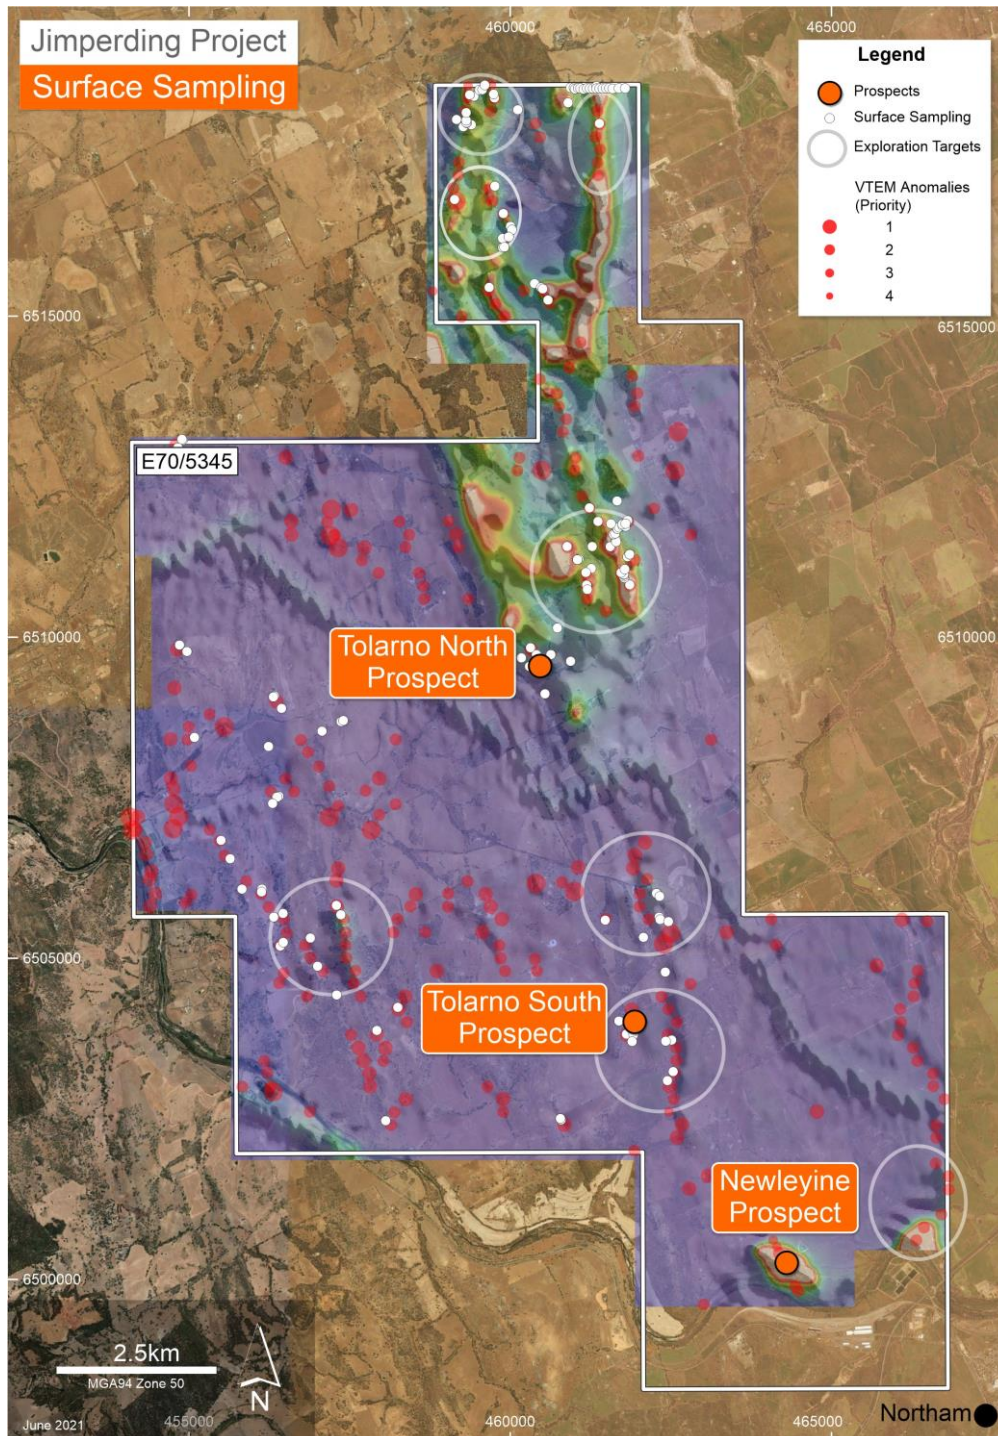 Jimperding Project
Surface Sampling
460000
465000
Legend
Prospects
Surface Sampling
Exploration Targets
VTEM Anomalies
(Priority)
1
2
3
4
6515000
6515000
E70/5345
6510000
6510000
Tolarno North
Prospect
6505000
Tolarno South
Prospect
Newleyine
Prospect
6500000
2.5km
MGA94 Zone 50
N
June 2021
455000
460000
465000
Northam